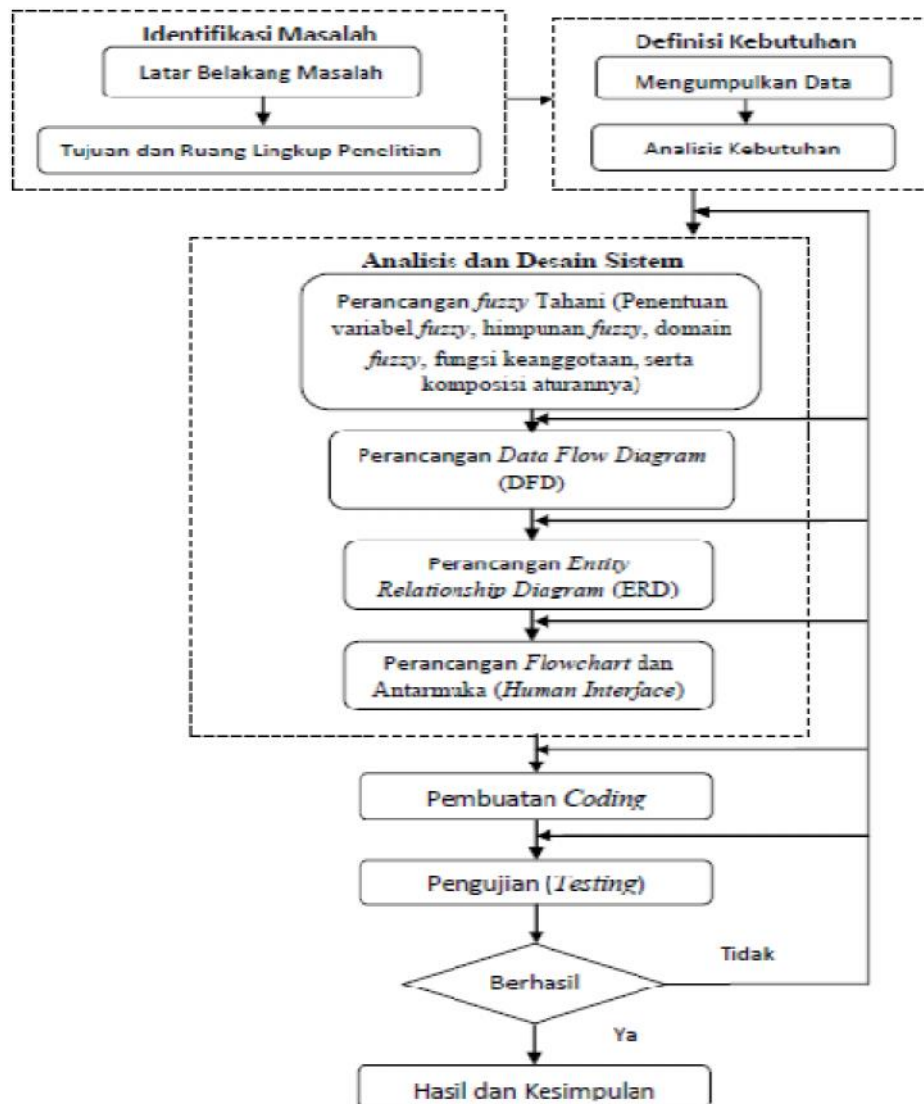 Identifikasi Masalah
Latar Belakang Masalah
Tujuan dan Ruang Lingkup Penelitian
Definisi Kebutuhan
Mengumpulkan Data
Analisis Kebutuhan
Analisis dan Desain Sistem
Perancangan fuzzy Tahani (Penentuan
variabel fuzzy, himpunan fuzzy, domain
fuzzy, fungsi keanggotaan, serta
komposisi aturannya)
Perancangan Data Flow Diagram
(DFD)
Perancangan Entity
Relationship Diagram (ERD)
Perancangan Flowchart dan
Antarmuka (Human Interface)
Pembuatan Coding
Pengujian (Testing)
Berhasil
Tidak
Ya
Hasil dan Kesimpulan